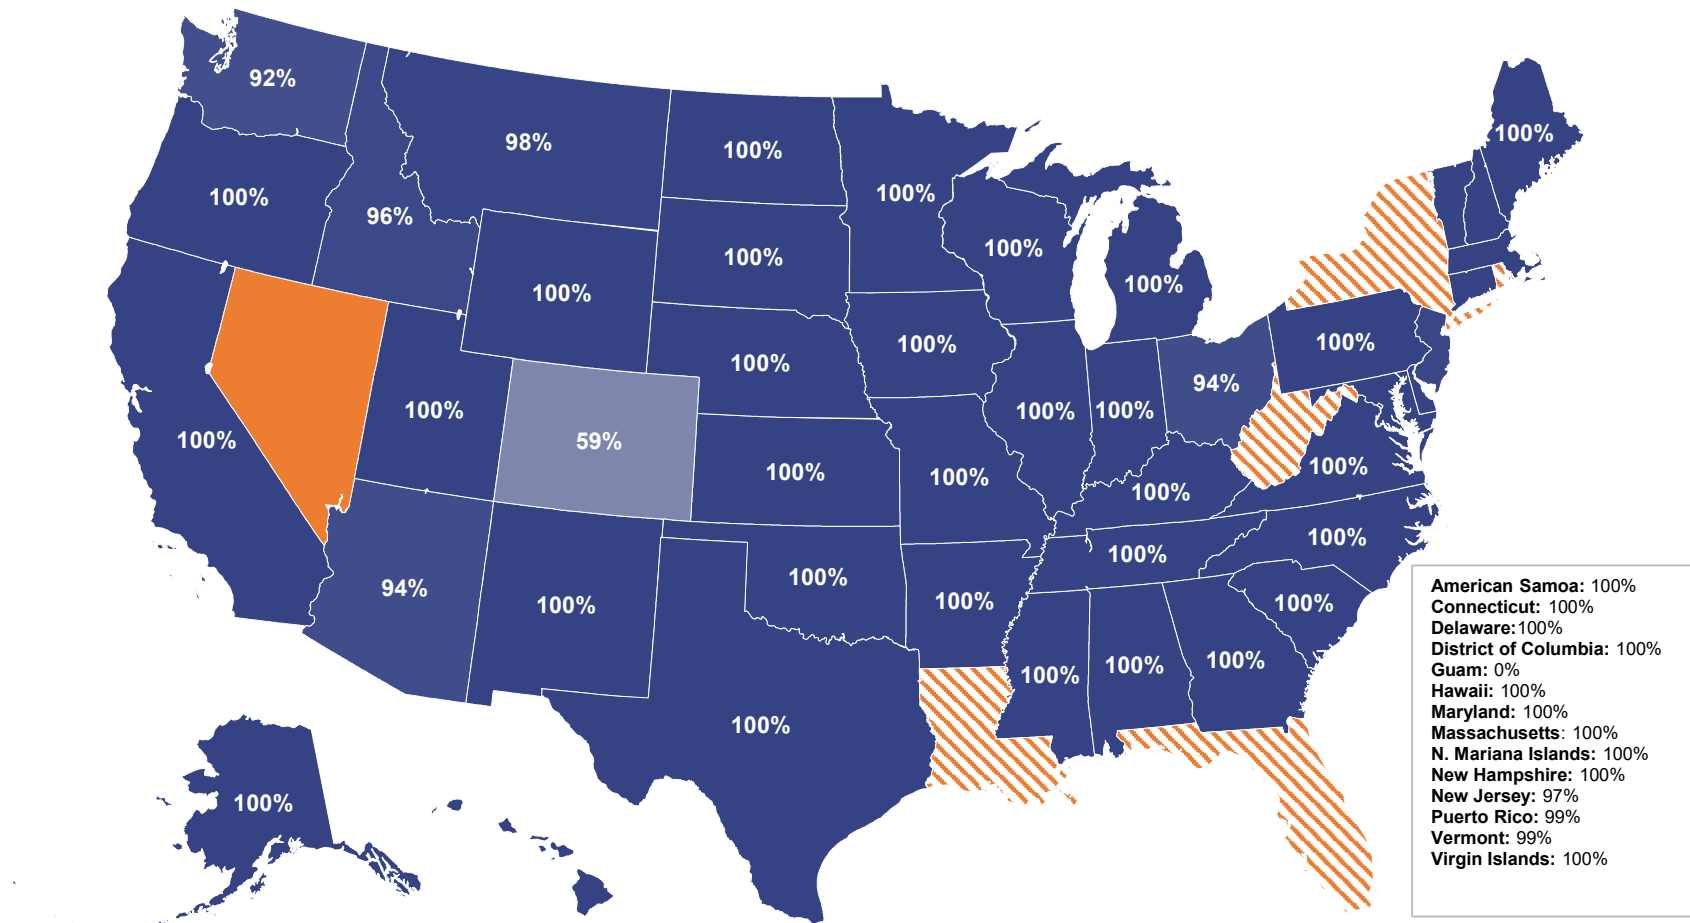 92%
98%
100%
100%
100%
100%
96%
100%
100%
100%
100%
100%
100%
100%
100%
94%
100%
59%
100%
100%
100%
100%
100%
100%
100%
100%
100%
100%
94%
100%
100%
100%
100%
100%
100%
100%
100%
100%
American Samoa: 100%
Connecticut: 100%
Delaware:100%
District of Columbia: 100%
Guam: 0%
Hawaii: 100%
Maryland: 100%
Massachusetts: 100%
N. Mariana Islands: 100%
New Hampshire: 100%
New Jersey: 97%
Puerto Rico: 99%
Vermont: 99%
Virgin Islands: 100%
100%